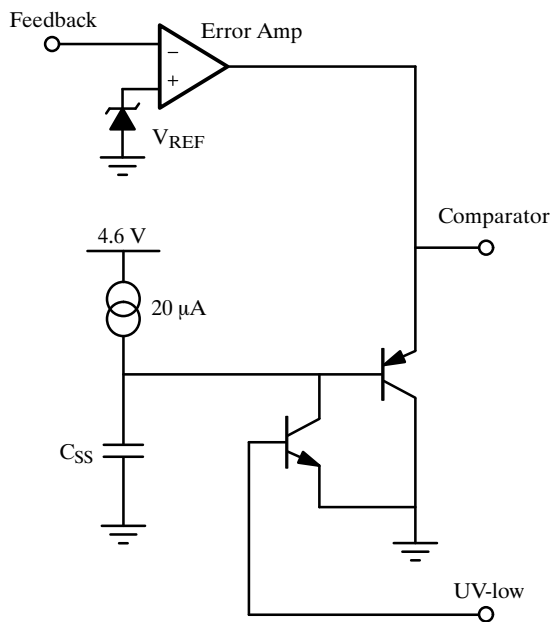 Feedback
Error Amp
−
+
V_REF
Comparator
4.6 V
20 μA
C_SS
UV-low